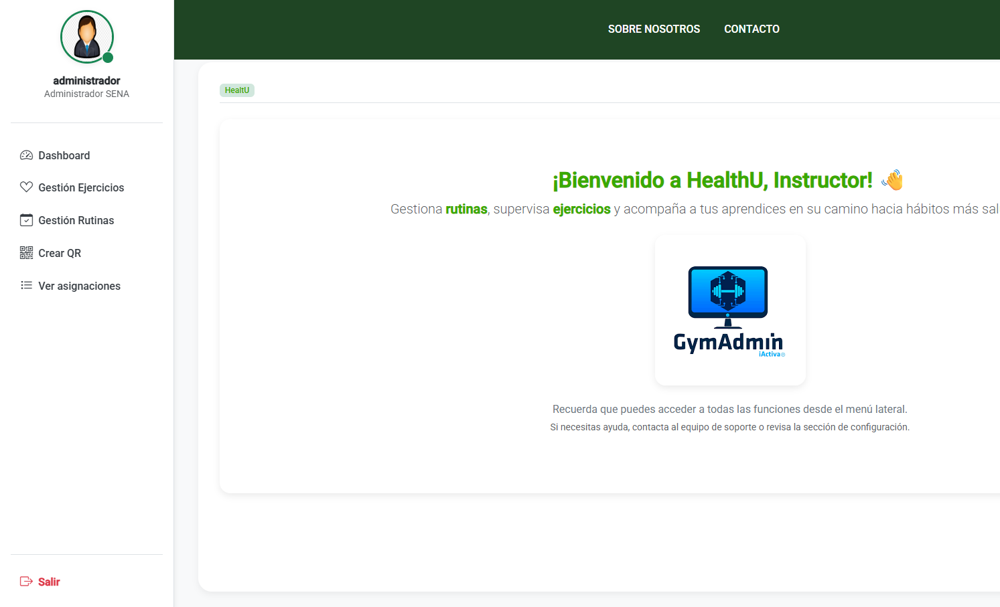 administrador
Administrador SENA
Dashboard
Gestión Ejercicios
Gestión Rutinas
Crear QR
Ver asignaciones
Salir
SOBRE NOSOTROS
CONTACTO
HealtU
¡Bienvenido a HealthU, Instructor! 👋
Gestiona rutinas, supervisa ejercicios y acompaña a tus aprendices en su camino hacia hábitos más sal
GymAdmin
iActiva®
Recuerda que puedes acceder a todas las funciones desde el menú lateral.
Si necesitas ayuda, contacta al equipo de soporte o revisa la sección de configuración.